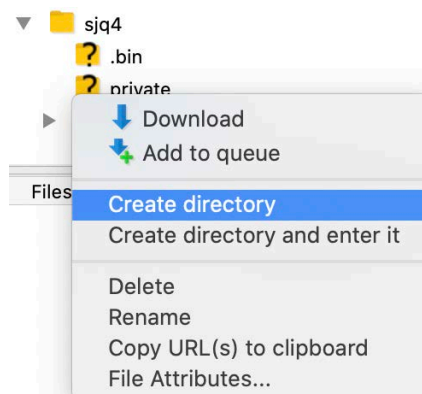 sjq4
.bin
private
Download
Add to queue
Files
Create directory
Create directory and enter it
Delete
Rename
Copy URL(s) to clipboard
File Attributes...